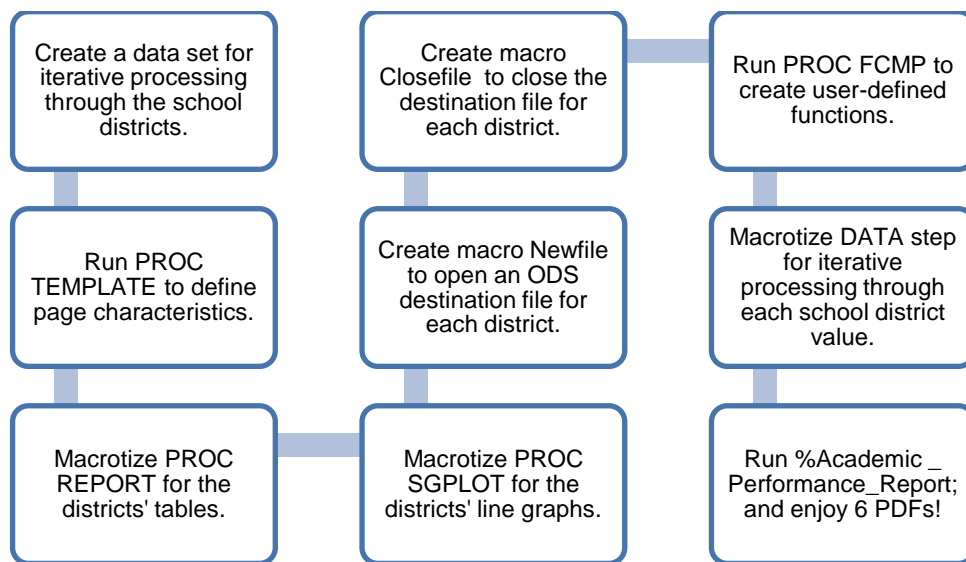 Create a data set for
iterative processing
through the school
districts.
Run PROC
TEMPLATE to define
page characteristics.
Macrotize PROC
REPORT for the
districts' tables.
Macrotize PROC
SGPLOT for the
districts' line graphs.
Create macro Newfile
to open an ODS
destination file for
each district.
Create macro
Closefile to close the
destination file for
each district.
Run PROC FCMP to
create user-defined
functions.
Macrotize DATA step
for iterative
processing through
each school district
value.
Run %Academic _
Performance_Report;
and enjoy 6 PDFs!